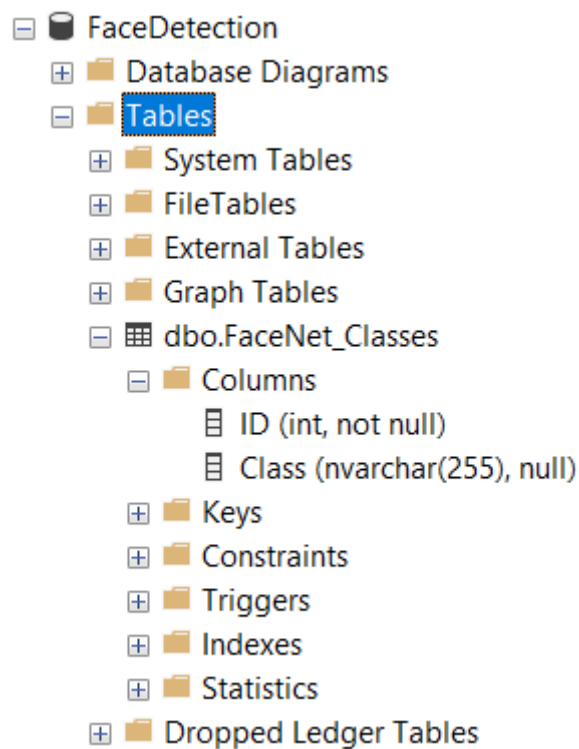 FaceDetection
Database Diagrams
Tables
System Tables
FileTables
External Tables
Graph Tables
dbo.FaceNet_Classes
Columns
ID (int, not null)
Class (nvarchar(255), null)
Keys
Constraints
Triggers
Indexes
Statistics
Dropped Ledger Tables